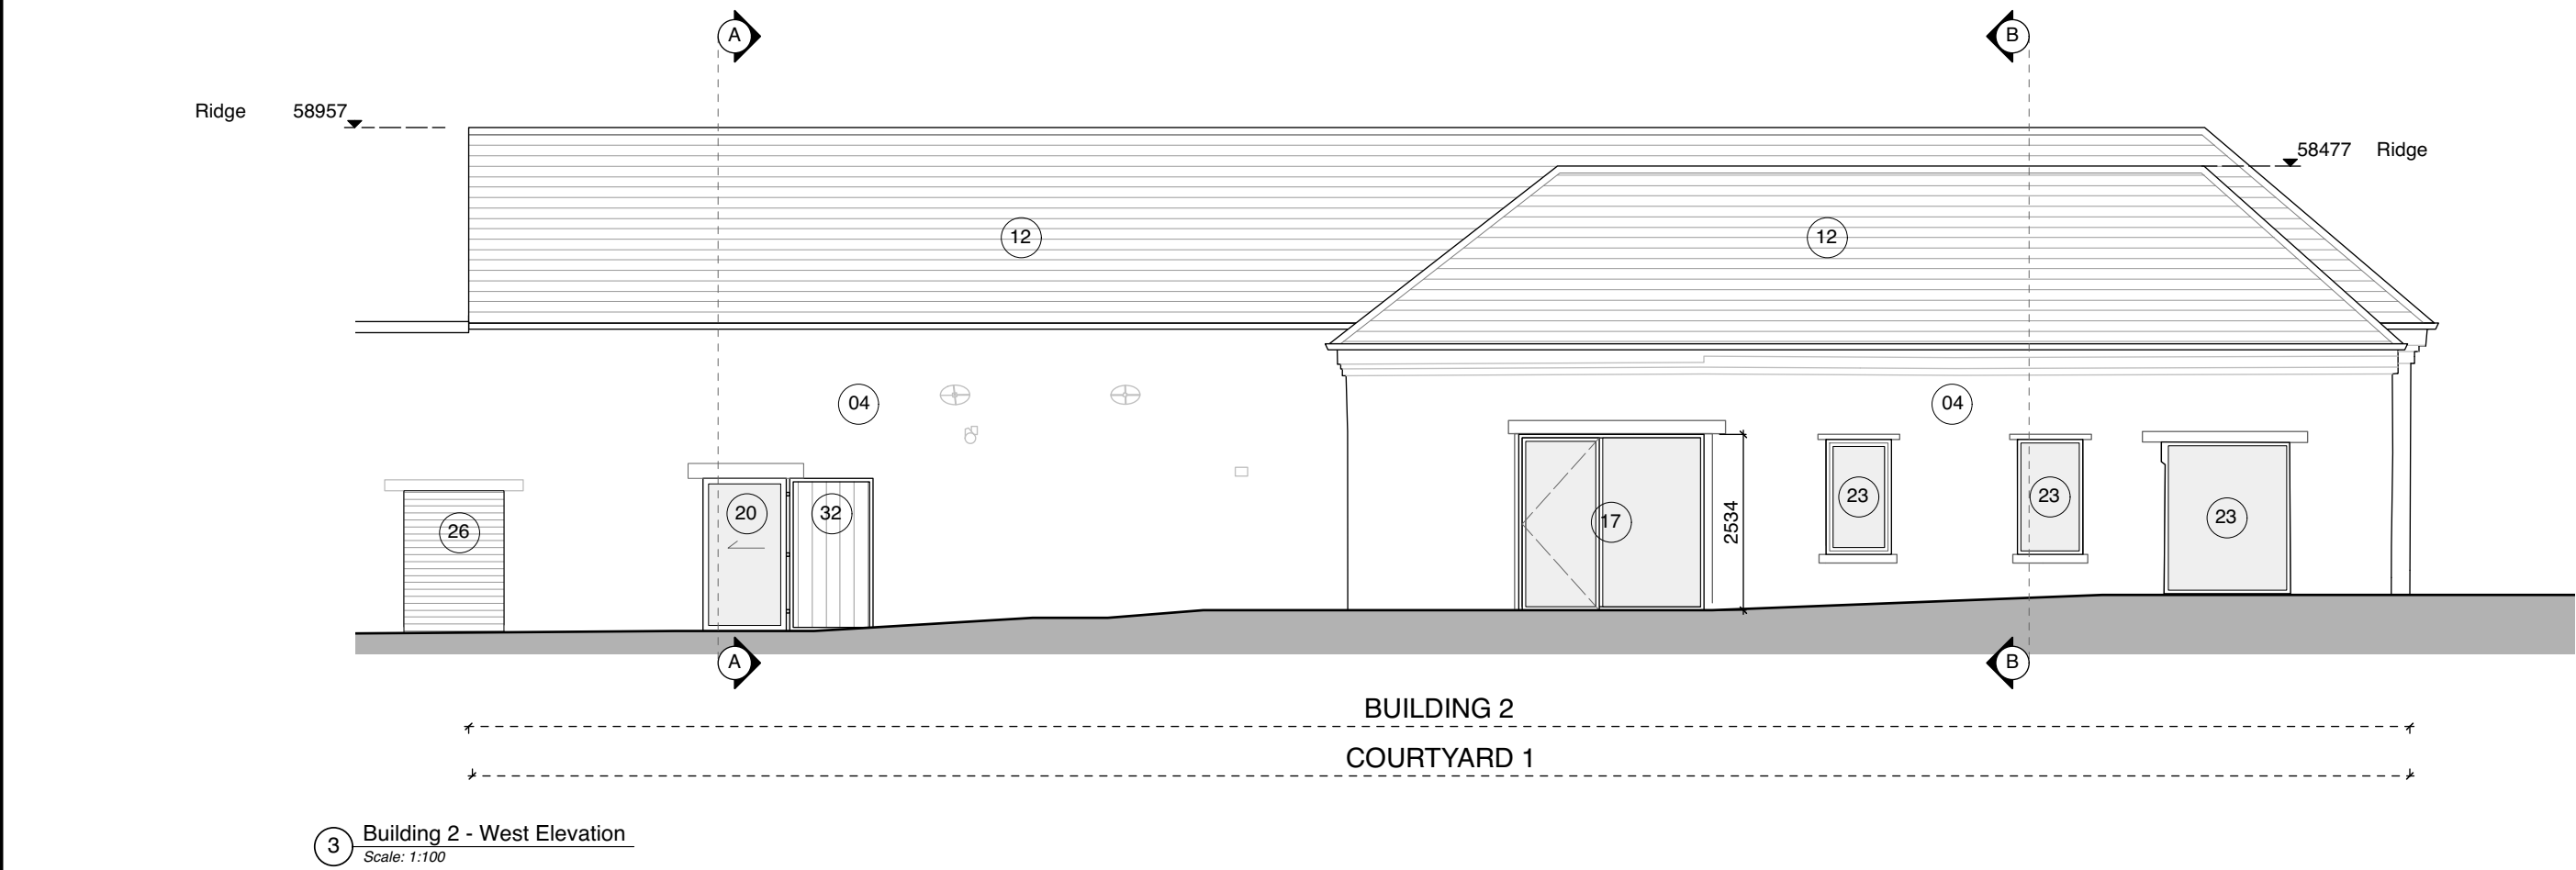 A
B
Ridge 58957
58477 Ridge
12
12
04
04
26
20
32
17
2534
23
23
23
A
B
BUILDING 2
COURTYARD 1
3 Building 2 - West Elevation
Scale: 1:100